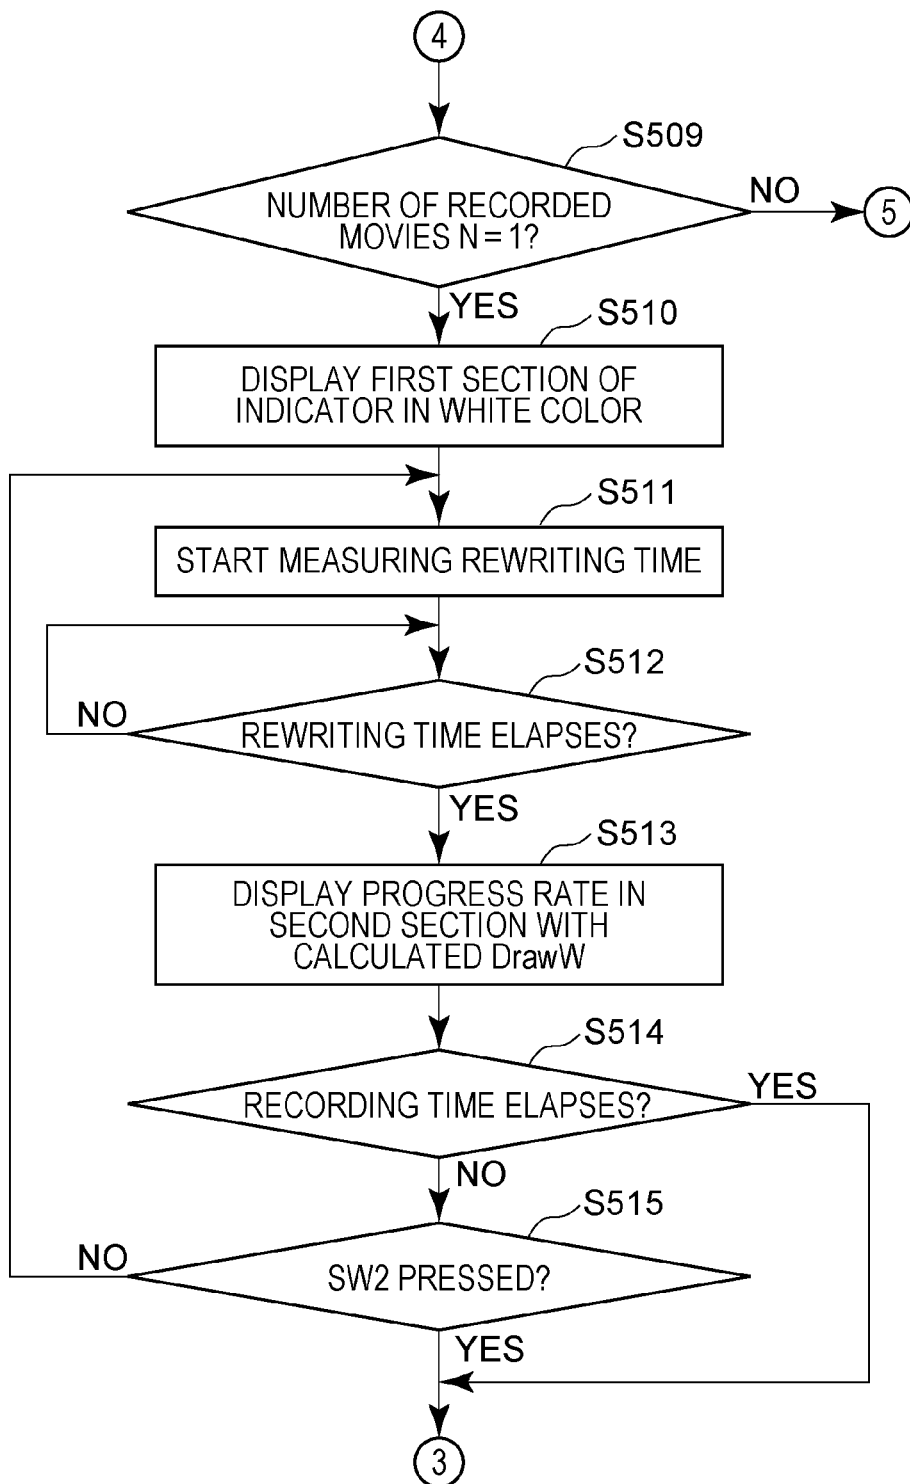 4
S509
NUMBER OF RECORDED
MOVIES N = 1?
NO
5
YES
S510
DISPLAY FIRST SECTION OF
INDICATOR IN WHITE COLOR
S511
START MEASURING REWRITING TIME
S512
NO
REWRITING TIME ELAPSES?
YES
S513
DISPLAY PROGRESS RATE IN
SECOND SECTION WITH
CALCULATED DrawW
S514
RECORDING TIME ELAPSES?
YES
NO
S515
NO
SW2 PRESSED?
YES
3